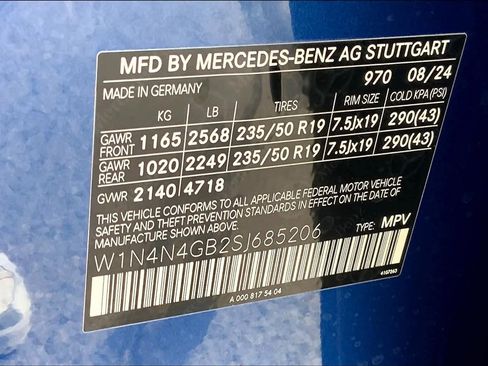 MFD BY MERCEDES-BENZ AG STUTTGART
970 08/24
MADE IN GERMANY
KG LB TIRES RIM SIZE COLD KPA (PSI)
GAWR FRONT 1165 2568 235/50 R19 7.5Jx19 290(43)
GAWR REAR 1020 2249 235/50 R19 7.5Jx19 290(43)
GVWR 2140 4718
THIS VEHICLE CONFORMS TO ALL APPLICABLE FEDERAL MOTOR VEHICLE
SAFETY AND THEFT PREVENTION STANDARDS IN EFFECT ON THE DATE OF
MANUFACTURE SHOWN ABOVE.
W1N4N4GB2SJ685206 TYPE: MPV
A 000 817 54 04
4107263